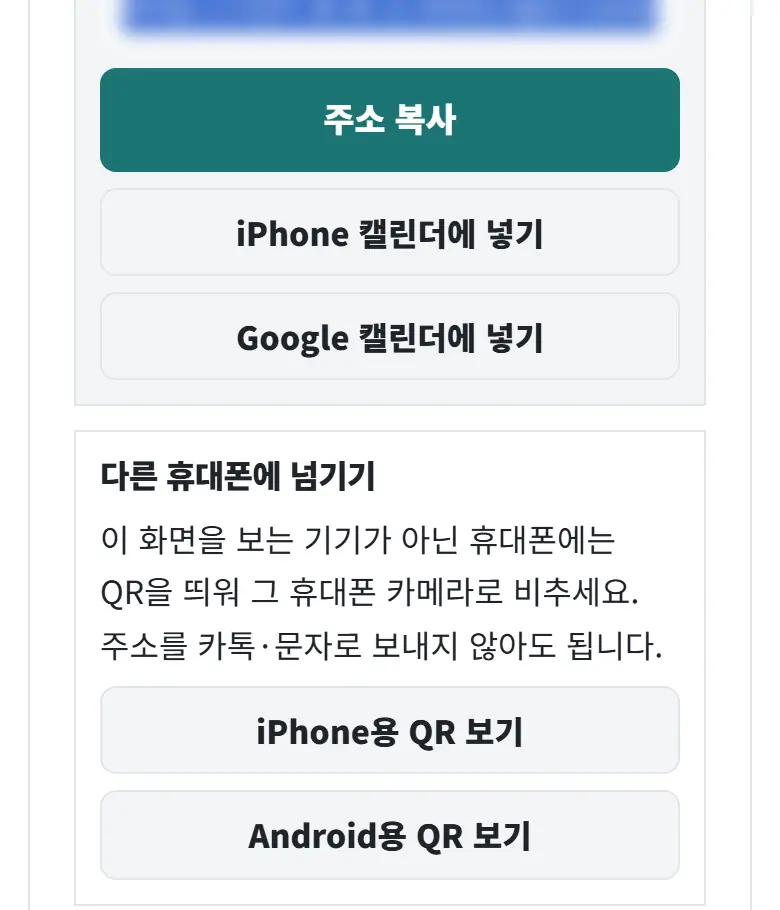 주소 복사
iPhone 캘린더에 넣기
Google 캘린더에 넣기
다른 휴대폰에 넘기기
이 화면을 보는 기기가 아닌 휴대폰에는
QR을 띄워 그 휴대폰 카메라로 비추세요.
주소를 카톡·문자로 보내지 않아도 됩니다.
iPhone용 QR 보기
Android용 QR 보기